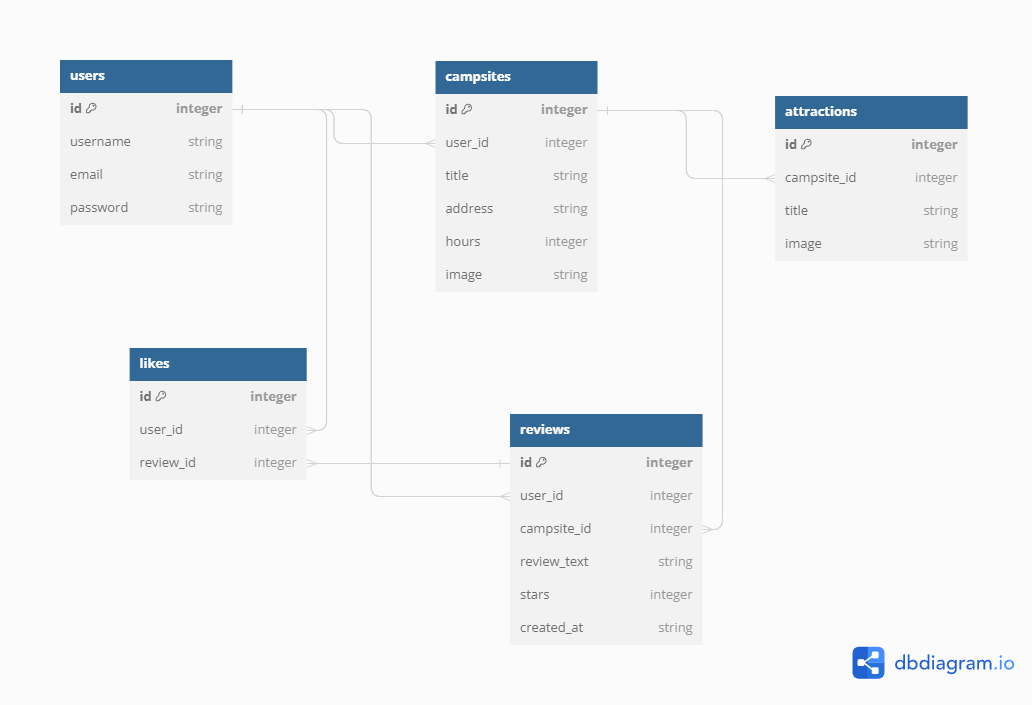 users
id integer
username string
email string
password string
campsites
id integer
user_id integer
title string
address string
hours integer
image string
attractions
id integer
campsite_id integer
title string
image string
likes
id integer
user_id integer
review_id integer
reviews
id integer
user_id integer
campsite_id integer
review_text string
stars integer
created_at string
dbdiagram.io